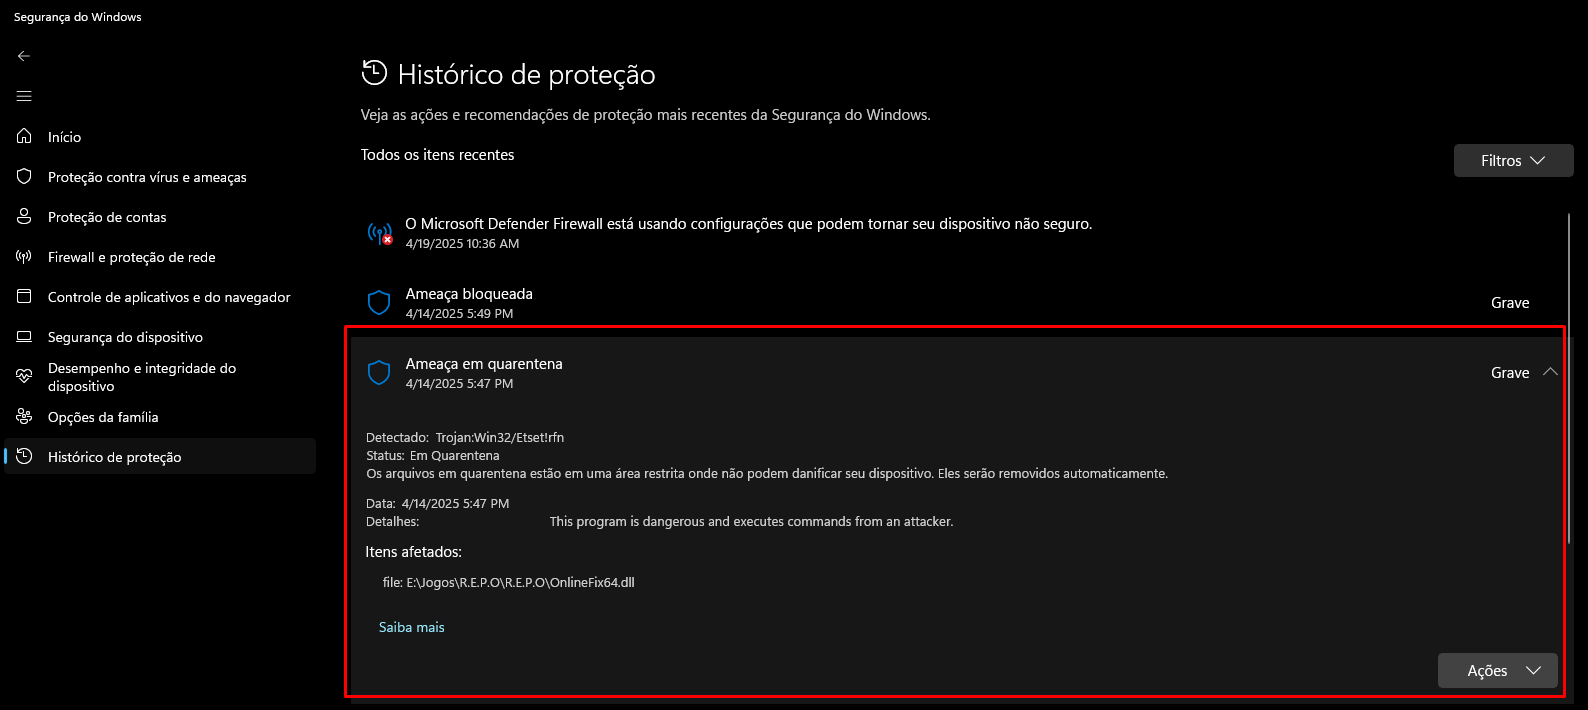 Segurança do Windows
Início
Proteção contra vírus e ameaças
Proteção de contas
Firewall e proteção de rede
Controle de aplicativos e do navegador
Segurança do dispositivo
Desempenho e integridade do
dispositivo
Opções da família
Histórico de proteção
Histórico de proteção
Veja as ações e recomendações de proteção mais recentes da Segurança do Windows.
Todos os itens recentes
Filtros
O Microsoft Defender Firewall está usando configurações que podem tornar seu dispositivo não seguro.
4/19/2025 10:36 AM
Ameaça bloqueada
4/14/2025 5:49 PM
Grave
Ameaça em quarentena
4/14/2025 5:47 PM
Grave
Detectado: Trojan:Win32/Etset!rfn
Status: Em Quarentena
Os arquivos em quarentena estão em uma área restrita onde não podem danificar seu dispositivo. Eles serão removidos automaticamente.
Data: 4/14/2025 5:47 PM
Detalhes: This program is dangerous and executes commands from an attacker.
Itens afetados:
file: E:\Jogos\R.E.P.O\R.E.P.O\OnlineFix64.dll
Saiba mais
Ações